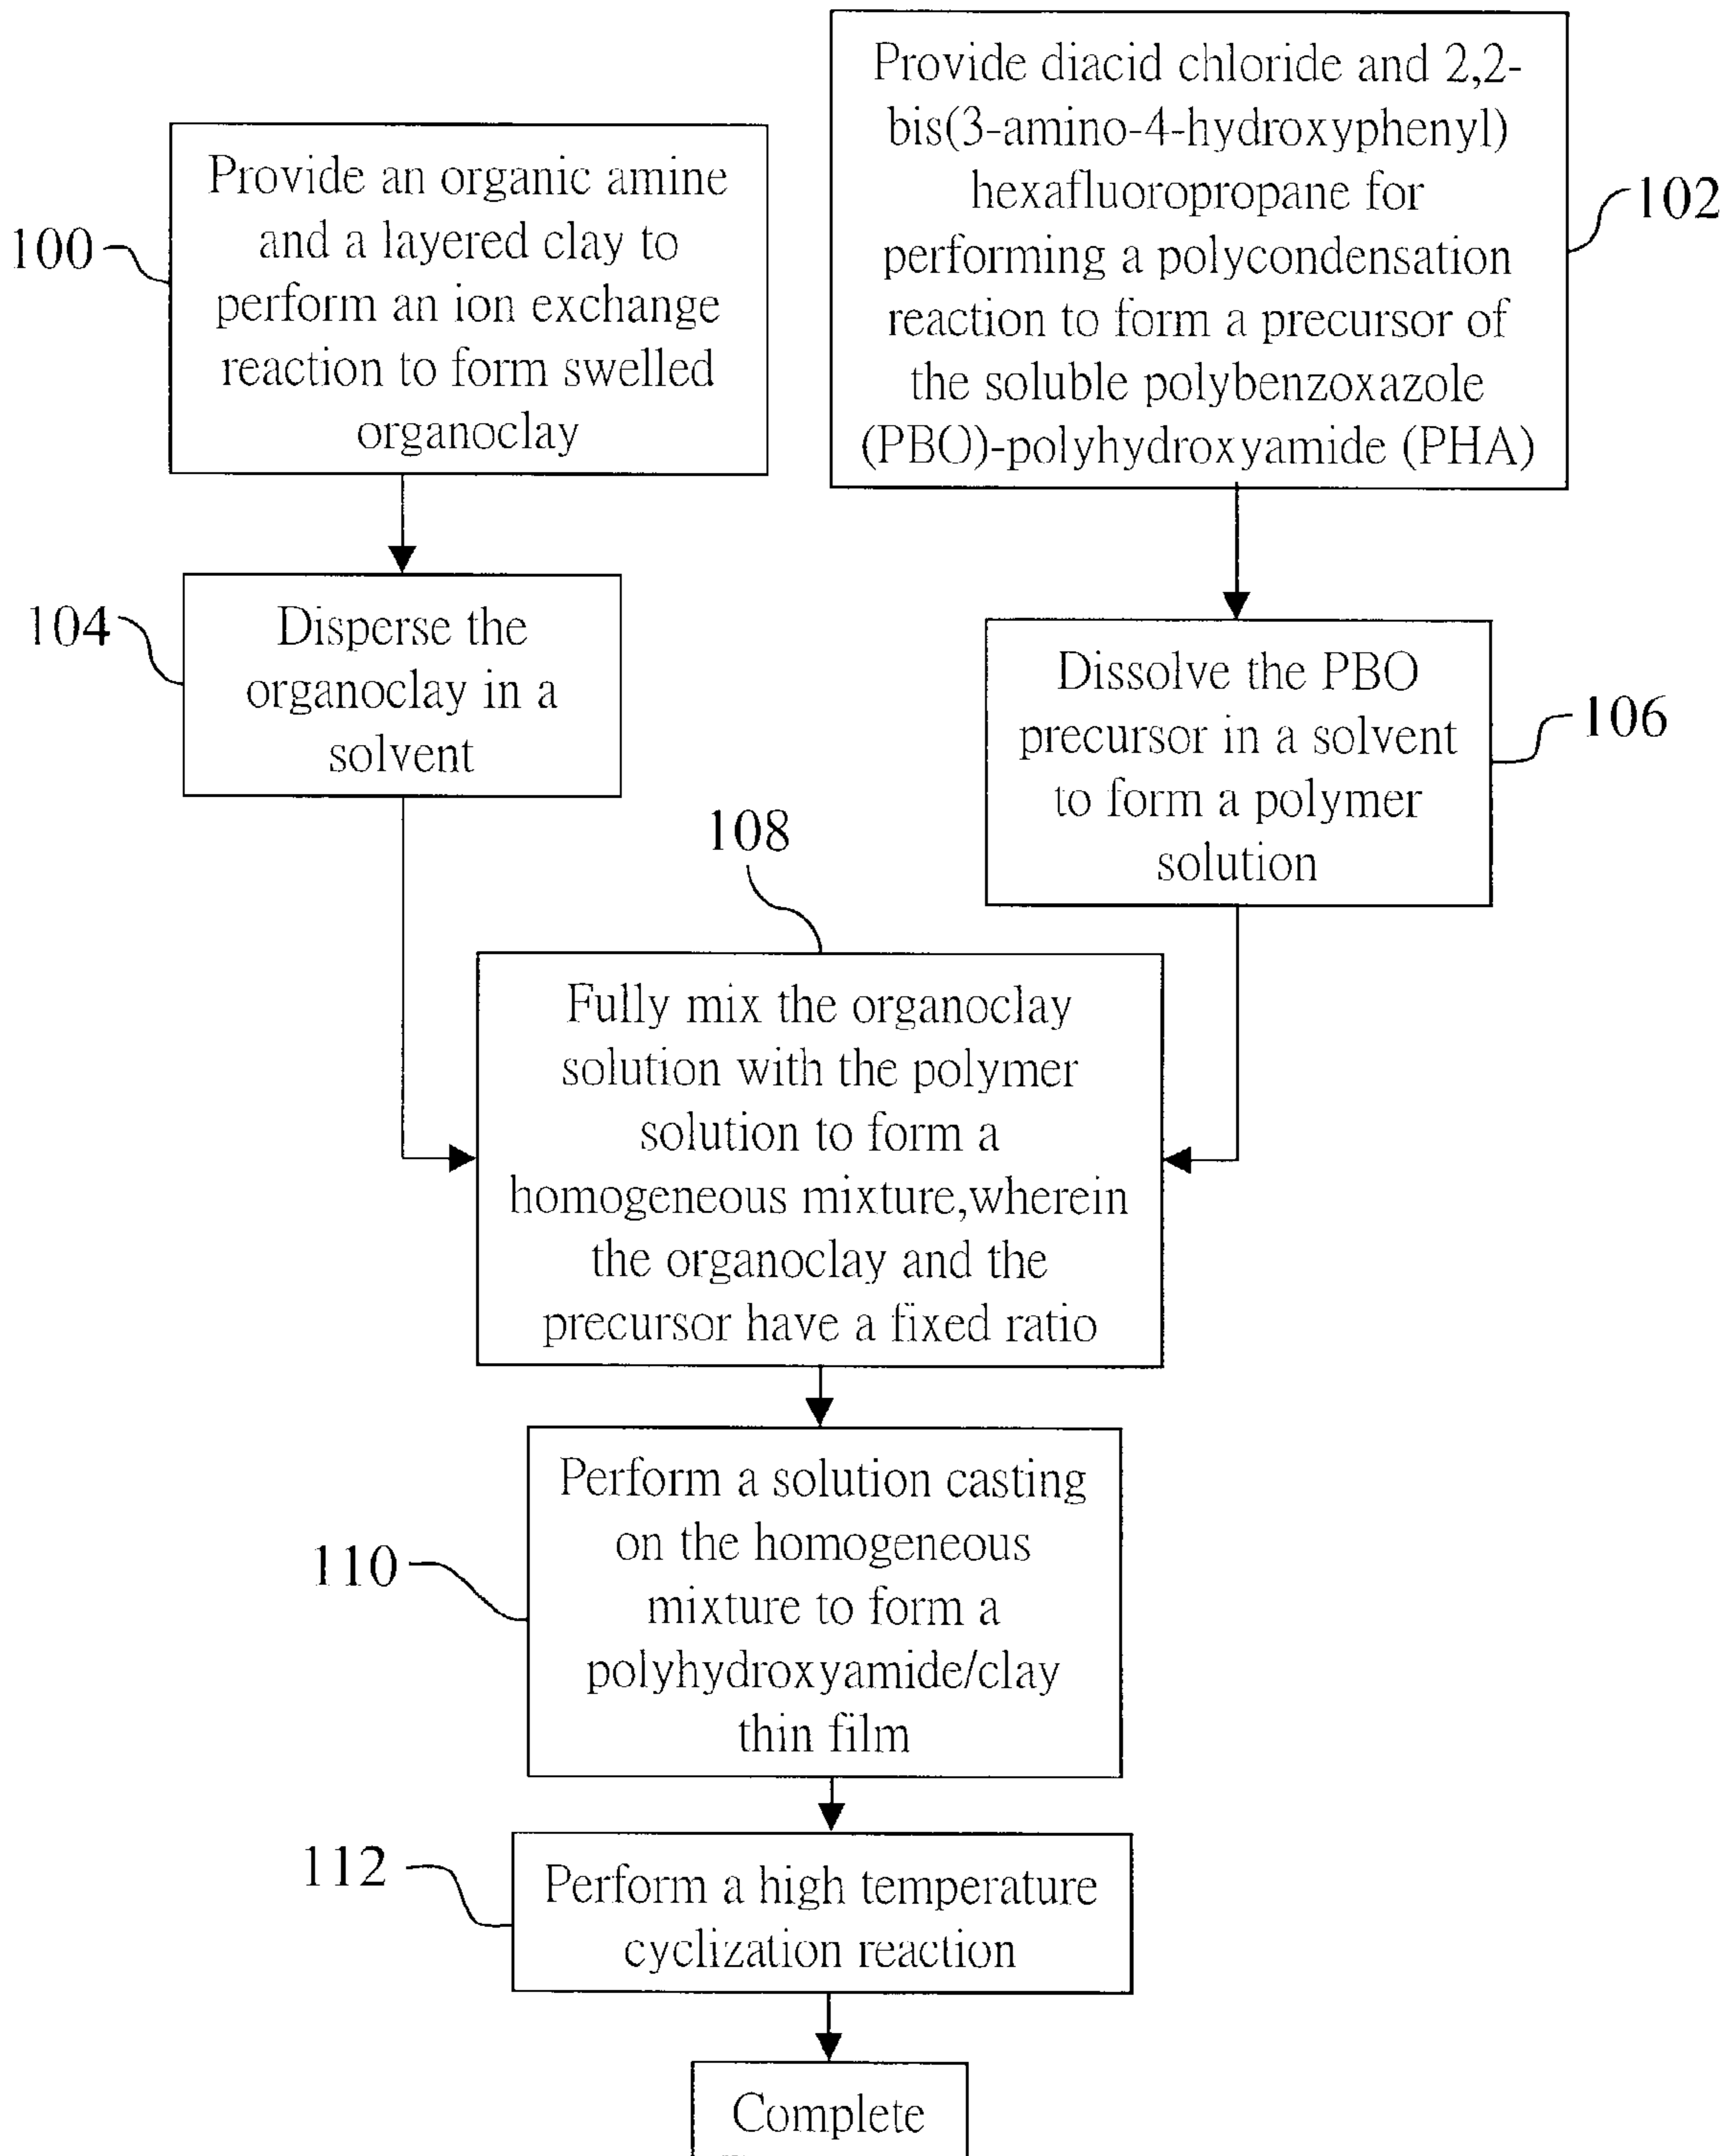 100
Provide an organic amine
and a layered clay to
perform an ion exchange
reaction to form swelled
organoclay
102
Provide diacid chloride and 2,2-
bis(3-amino-4-hydroxyphenyl)
hexafluoropropane for
performing a polycondensation
reaction to form a precursor of
the soluble polybenzoxazole
(PBO)-polyhydroxyamide (PHA)
104
Disperse the
organoclay in a
solvent
106
Dissolve the PBO
precursor in a solvent
to form a polymer
solution
108
Fully mix the organoclay
solution with the polymer
solution to form a
homogeneous mixture,wherein
the organoclay and the
precursor have a fixed ratio
110
Perform a solution casting
on the homogeneous
mixture to form a
polyhydroxyamide/clay
thin film
112
Perform a high temperature
cyclization reaction
Complete